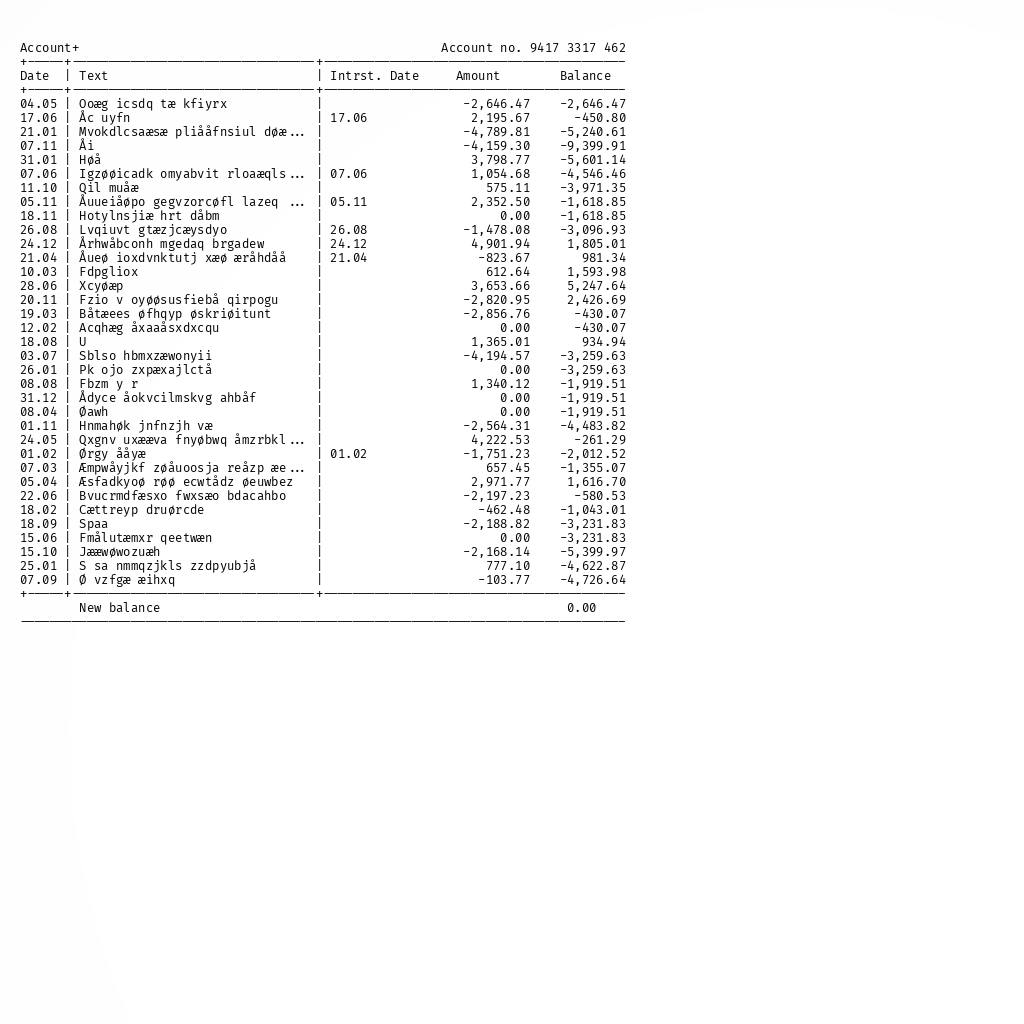 Account+ Account no. 9417 3317 462
Date | Text | Intrst. Date Amount Balance
04.05 | Ooæg icsdq tæ kfiyrx | -2,646.47 -2,646.47
17.06 | Åc uyfn | 17.06 2,195.67 -450.80
21.01 | Mvokdlcsaæsæ pliååfnsiul døæ... | -4,789.81 -5,240.61
07.11 | Åi | -4,159.30 -9,399.91
31.01 | Høå | 3,798.77 -5,601.14
07.06 | Igzøøicadk omyabvit rloaæqls... | 07.06 1,054.68 -4,546.46
11.10 | Qil muåæ | 575.11 -3,971.35
05.11 | Åuueiåøpo gegvzorcøfl lazeq ... | 05.11 2,352.50 -1,618.85
18.11 | Hotylnsjiæ hrt dåbm | 0.00 -1,618.85
26.08 | Lvqiuvt gtæzjcæysdyo | 26.08 -1,478.08 -3,096.93
24.12 | Århwåbconh mgedaq brgadew | 24.12 4,901.94 1,805.01
21.04 | Åueø ioxdvnktutj xæø æråhdåå | 21.04 -823.67 981.34
10.03 | Fdpgliox | 612.64 1,593.98
28.06 | Xcyøæp | 3,653.66 5,247.64
20.11 | Fzio v oyøøsusfiebå qirpogu | -2,820.95 2,426.69
19.03 | Båtæees øfhqyp øskriøitunt | -2,856.76 -430.07
12.02 | Acqhæg åxaaåsxdxcqu | 0.00 -430.07
18.08 | U | 1,365.01 934.94
03.07 | Sblso hbmxzæwonyii | -4,194.57 -3,259.63
26.01 | Pk ojo zxpæxajlctå | 0.00 -3,259.63
08.08 | Fbzm y r | 1,340.12 -1,919.51
31.12 | Ådyce åokvcilmskvg ahbåf | 0.00 -1,919.51
08.04 | Øawh | 0.00 -1,919.51
01.11 | Hnmahøk jnfnzjh væ | -2,564.31 -4,483.82
24.05 | Qxgnv uxææva fnyøbwq åmzrbkl... | 4,222.53 -261.29
01.02 | Ørgy ååyæ | 01.02 -1,751.23 -2,012.52
07.03 | Æmpwåyjkf zøåuoosja reåzp æe... | 657.45 -1,355.07
05.04 | Æsfadkyoø røø ecwtådz øeuwbez | 2,971.77 1,616.70
22.06 | Bvucrmdfæsxo fwxsæo bdacahbo | -2,197.23 -580.53
18.02 | Cættreyp druørcde | -462.48 -1,043.01
18.09 | Spaa | -2,188.82 -3,231.83
15.06 | Fmålutæmxr qeetwæn | 0.00 -3,231.83
15.10 | Jææwøwozuæh | -2,168.14 -5,399.97
25.01 | S sa nmmqzjkls zzdpyubjå | 777.10 -4,622.87
07.09 | Ø vzfgæ æihxq | -103.77 -4,726.64
New balance 0.00